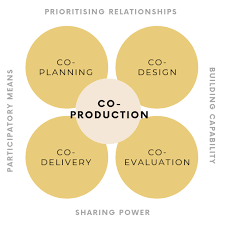 PRIORITISING RELATIONSHIPS
CO-
PLANNING
CO-
DESIGN
CO-
PRODUCTION
CO-
DELIVERY
CO-
EVALUATION
PARTICIPATORY MEANS
BUILDING CAPABILITY
SHARING POWER